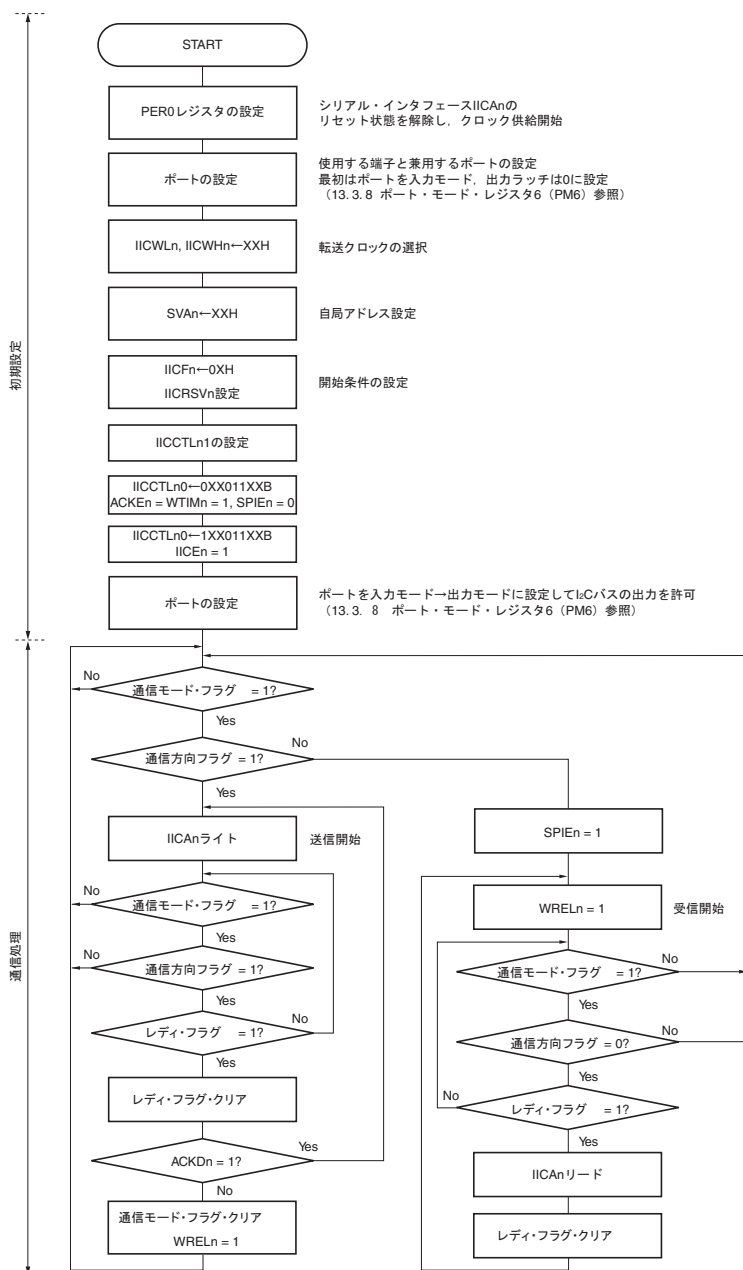 START
PER0レジスタの設定
シリアル・インタフェースIICAnの
リセット状態を解除し，クロック供給開始
ポートの設定
使用する端子と兼用するポートの設定
最初はポートを入力モード，出力ラッチは0に設定
（13.3.8 ポート・モード・レジスタ6（PM6）参照）
IICWLn, IICWHn←XXH
転送クロックの選択
SVAn←XXH
自局アドレス設定
初期設定
IICFn←0XH
IICRSVn設定
開始条件の設定
IICCTLn1の設定
IICCTLn0←0XX011XXB
ACKEn = WTIMn = 1, SPIEn = 0
IICCTLn0←1XX011XXB
IICEn = 1
ポートの設定
ポートを入力モード→出力モードに設定してI2Cバスの出力を許可
（13.3. 8 ポート・モード・レジスタ6（PM6）参照）
No
通信モード・フラグ = 1?
Yes
No
通信方向フラグ = 1?
Yes
IICAnライト
送信開始
No
通信モード・フラグ = 1?
Yes
No
通信方向フラグ = 1?
Yes
No
レディ・フラグ = 1?
Yes
レディ・フラグ・クリア
Yes
ACKDn = 1?
No
通信モード・フラグ・クリア
WRELn = 1
通信処理
SPIEn = 1
WRELn = 1
受信開始
No
通信モード・フラグ = 1?
Yes
No
通信方向フラグ = 0?
Yes
No
レディ・フラグ = 1?
Yes
IICAnリード
レディ・フラグ・クリア